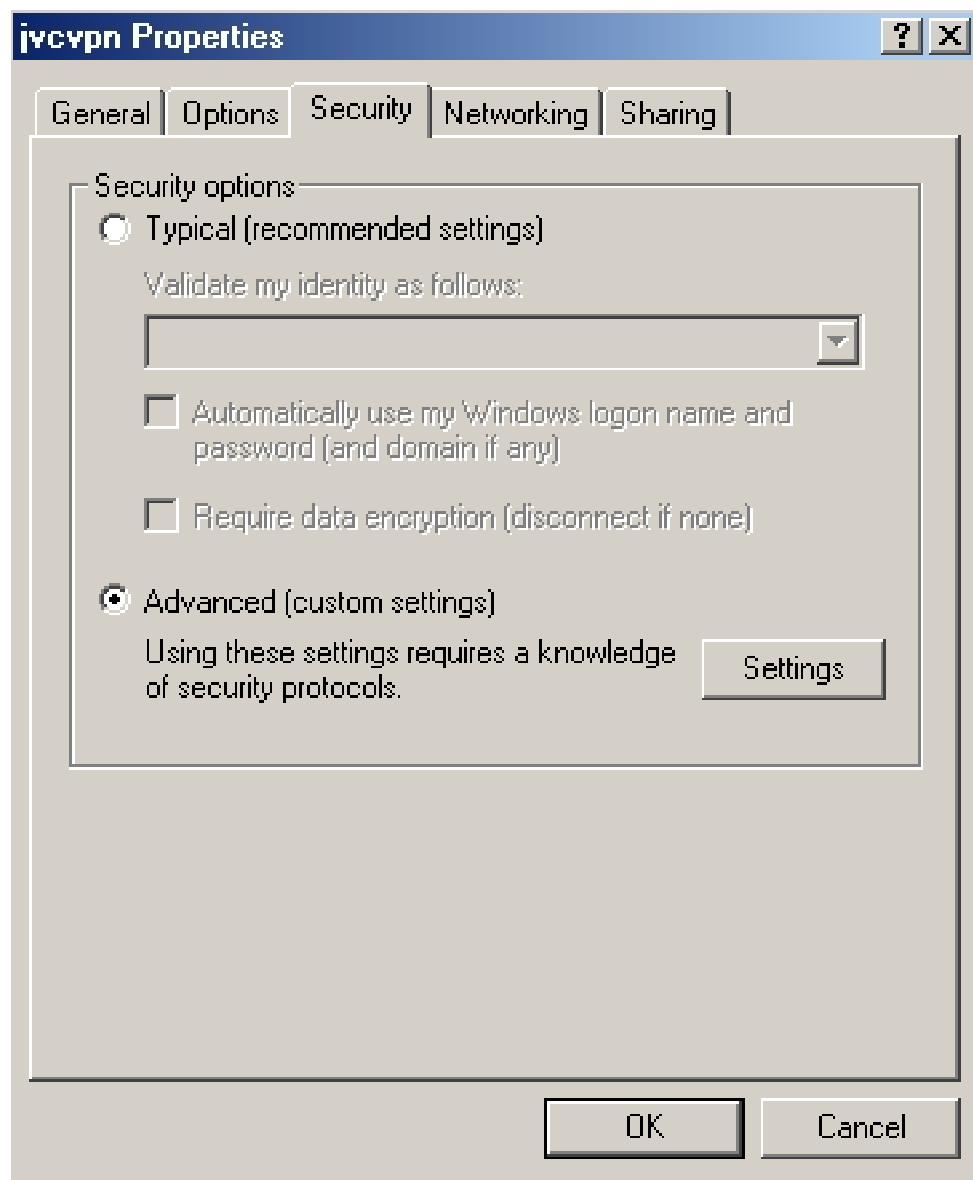 jvcvpn Properties
? X
General Options Security Networking Sharing
Security options
Typical (recommended settings)
Validate my identity as follows:
Automatically use my Windows logon name and
password (and domain if any)
Require data encryption (disconnect if none)
Advanced (custom settings)
Using these settings requires a knowledge
of security protocols.
Settings
OK Cancel